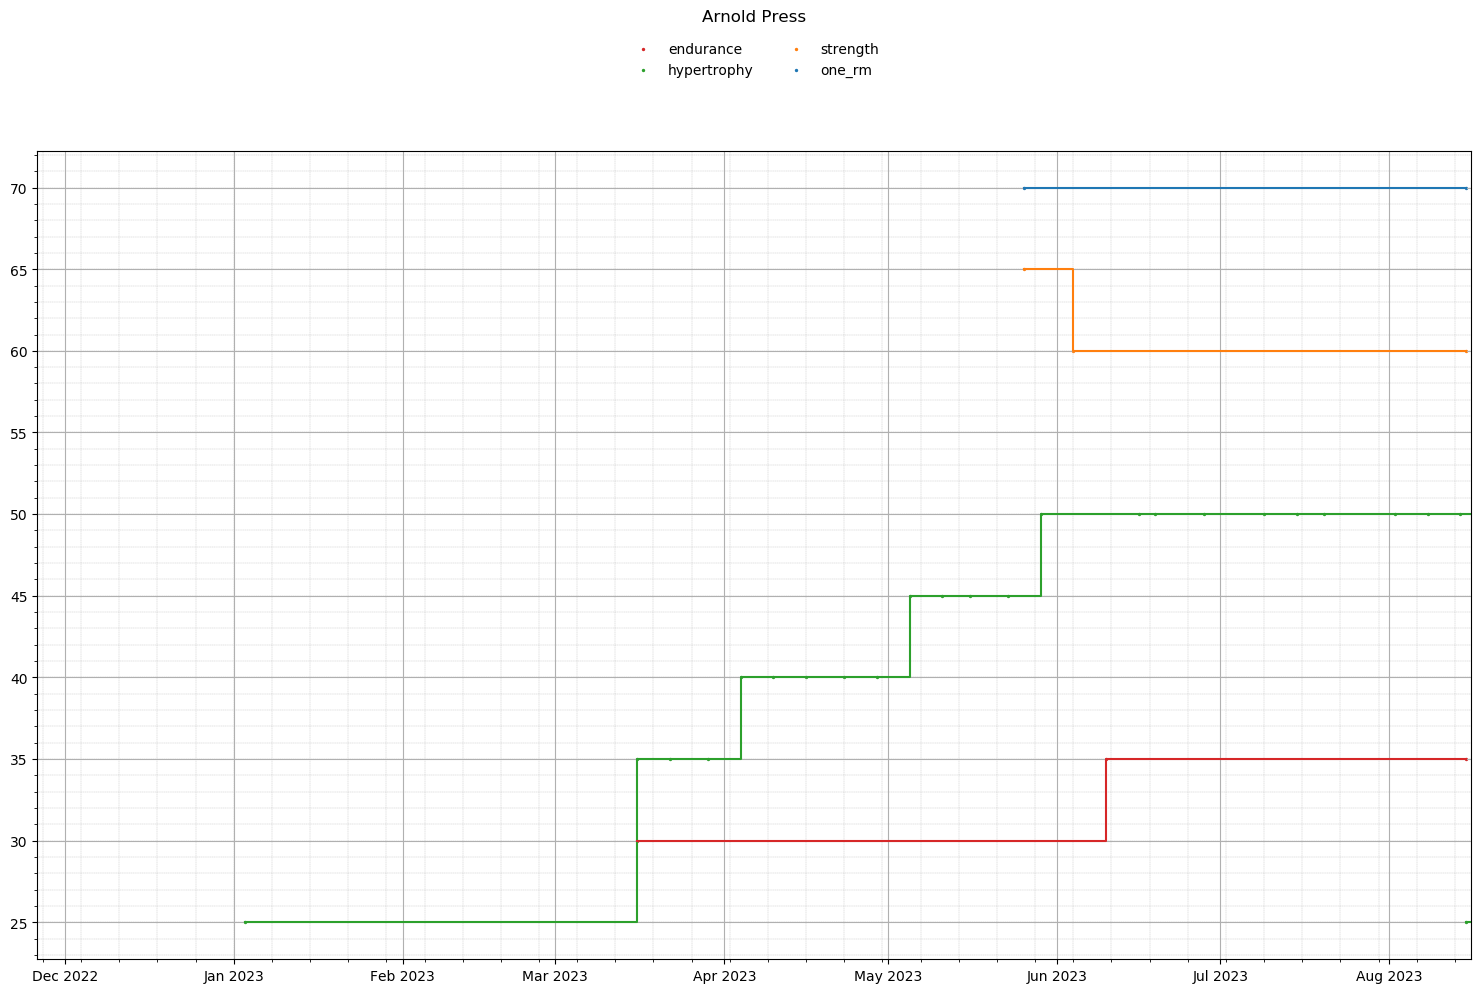 Arnold Press
endurance
hypertrophy
strength
one_rm
70
65
60
55
50
45
40
35
30
25
Dec 2022
Jan 2023
Feb 2023
Mar 2023
Apr 2023
May 2023
Jun 2023
Jul 2023
Aug 2023